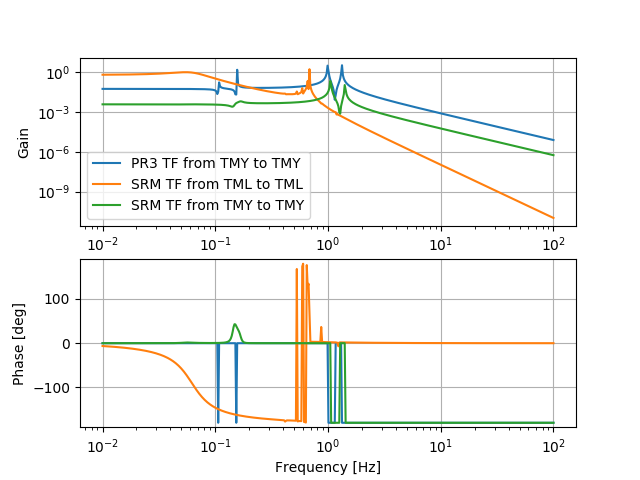 Gain
10⁰
10⁻³
10⁻⁶
10⁻⁹
PR3 TF from TMY to TMY
SRM TF from TML to TML
SRM TF from TMY to TMY
10⁻² 10⁻¹ 10⁰ 10¹ 10²
Phase [deg]
100
0
−100
10⁻² 10⁻¹ 10⁰ 10¹ 10²
Frequency [Hz]